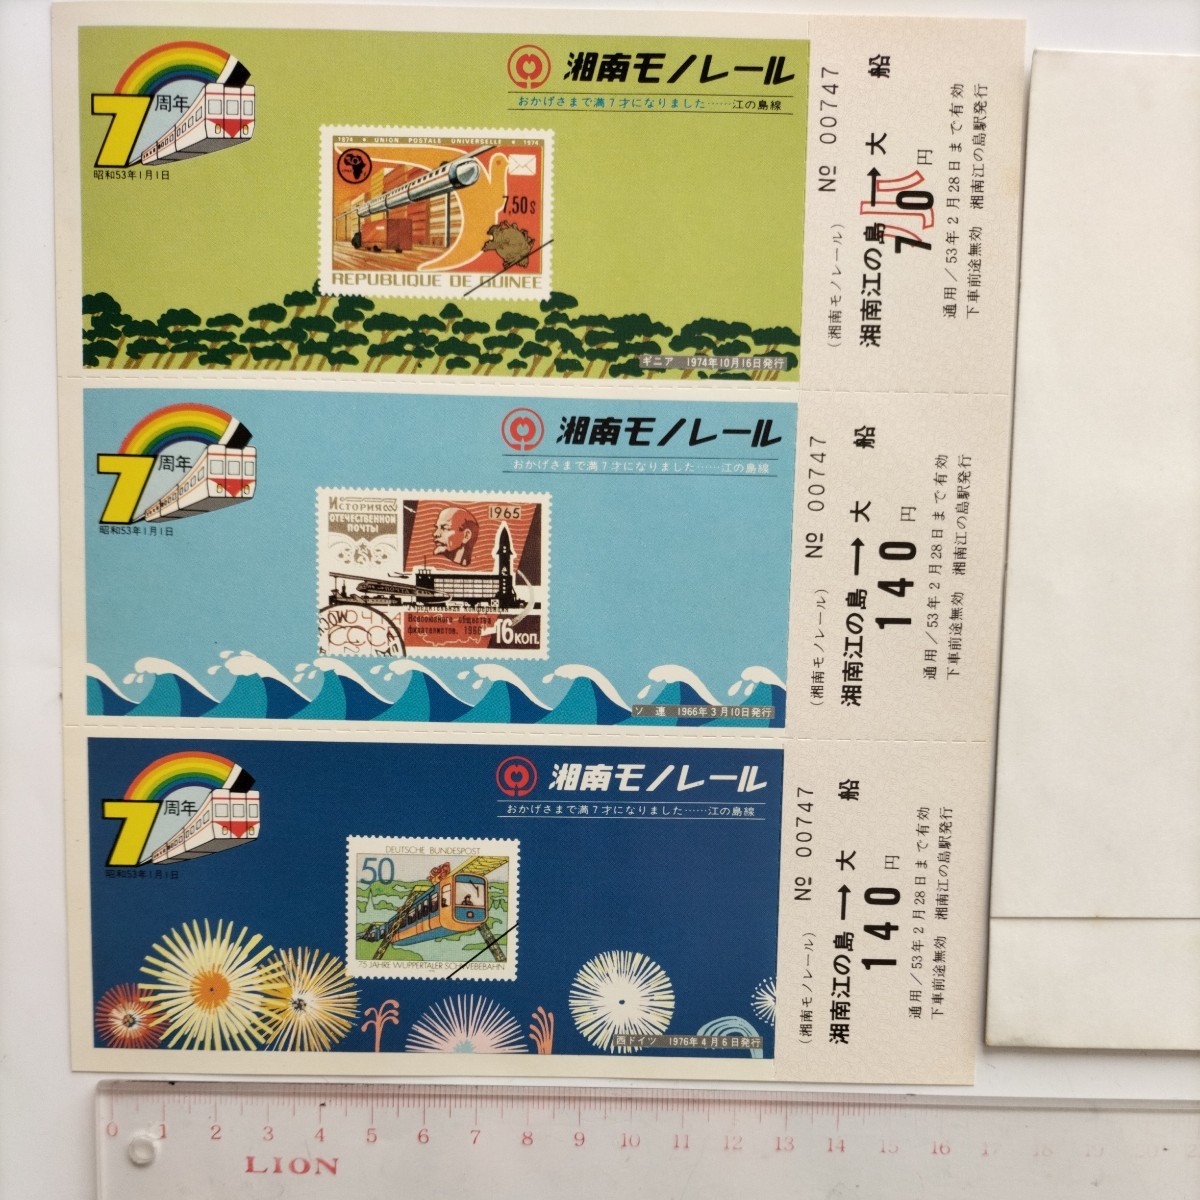 7周年
昭和53年1月1日
湘南モノレール
おかげさまで満7才になりました……江の島線
1874 • UNION POSTALE UNIVERSELLE • 1974
7,50s
REPUBLIQUE DE GUINEE
ギニア 1974年10月16日発行
No 00747
(湘南モノレール)
湘南江の島→大船
小
70円
通用/53年2月28日まで有効
下車前途無効 湘南江の島駅発行
7周年
昭和53年1月1日
湘南モノレール
おかげさまで満7才になりました……江の島線
История
отечественной
почты
1965
Учредительная конференция
Всесоюзного общества
филателистов. 1966
ПОЧТА
СССР
16 коп.
ソ連 1966年3月10日発行
No 00747
(湘南モノレール)
湘南江の島→大船
140円
通用/53年2月28日まで有効
下車前途無効 湘南江の島駅発行
7周年
昭和53年1月1日
湘南モノレール
おかげさまで満7才になりました……江の島線
DEUTSCHE BUNDESPOST
50
75 JAHRE WUPPERTALER SCHWEBEBAHN
西ドイツ 1976年4月6日発行
No 00747
(湘南モノレール)
湘南江の島→大船
140円
通用/53年2月28日まで有効
下車前途無効 湘南江の島駅発行
0 1 2 3 4 5 6 7 8 9 10 11 12 13 14 15 16 17 18 19 20
LION